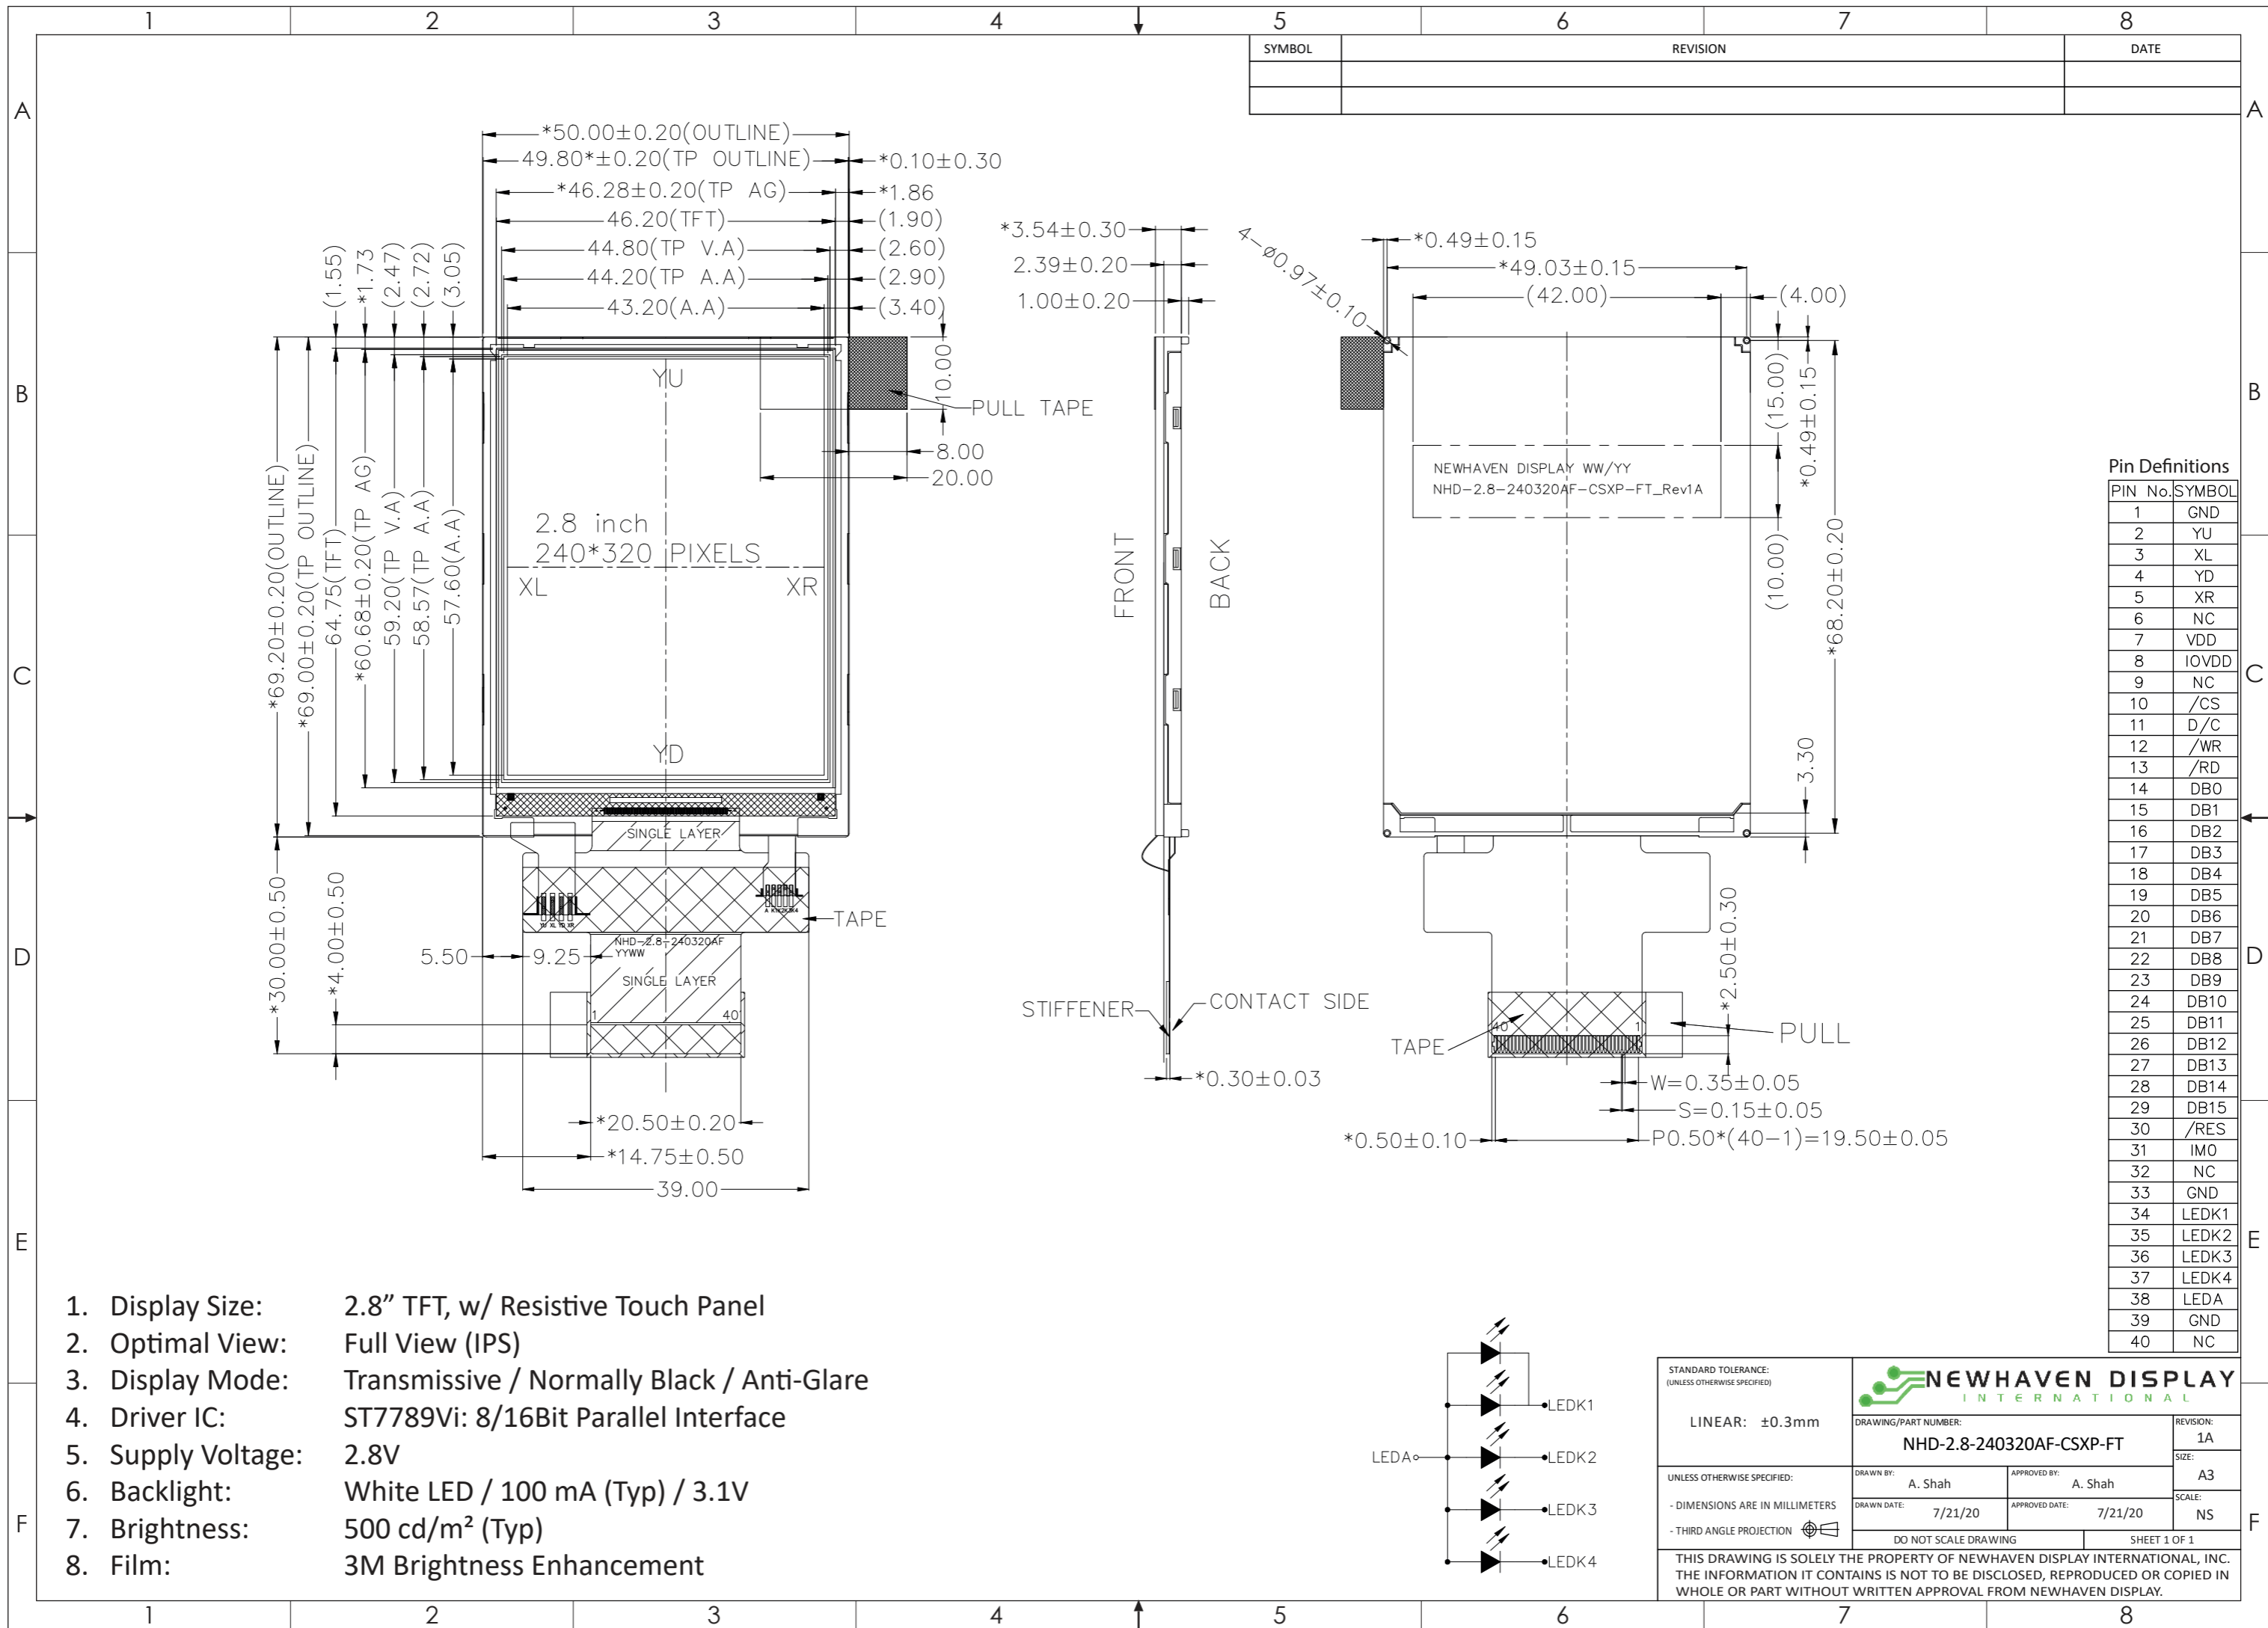 1 2 3 4 5 6 7 8
A
B
C
D
E
F
SYMBOL REVISION DATE
*50.00±0.20(OUTLINE)
49.80*±0.20(TP OUTLINE) *0.10±0.30
*46.28±0.20(TP AG) *1.86
46.20(TFT) (1.90)
44.80(TP V.A) (2.60)
44.20(TP A.A) (2.90)
43.20(A.A) (3.40)
(1.55)
*1.73
(2.47)
(2.72)
(3.05)
*69.20±0.20(OUTLINE)
*69.00±0.20(TP OUTLINE)
64.75(TFT)
*60.68±0.20(TP AG)
59.20(TP V.A)
58.57(TP A.A)
57.60(A.A)
YU
10.00
PULL TAPE
8.00
20.00
2.8 inch
240*320 PIXELS
XL XR
YD
SINGLE LAYER
YU XL YD XR
A K1K2K3K4
TAPE
NHD-2.8-240320AF
YYWW
SINGLE LAYER
1 40
5.50
9.25
*30.00±0.50
*4.00±0.50
*20.50±0.20
*14.75±0.50
39.00
*3.54±0.30
2.39±0.20
1.00±0.20
FRONT
BACK
STIFFENER
CONTACT SIDE
*0.30±0.03
4-ø0.97±0.10
*0.49±0.15
*49.03±0.15
(42.00) (4.00)
(15.00)
*0.49±0.15
NEWHAVEN DISPLAY WW/YY
NHD-2.8-240320AF-CSXP-FT_Rev1A
(10.00)
*68.20±0.20
3.30
*2.50±0.30
40 1
TAPE
PULL
W=0.35±0.05
S=0.15±0.05
*0.50±0.10
P0.50*(40-1)=19.50±0.05
Pin Definitions
PIN No. SYMBOL
1 GND
2 YU
3 XL
4 YD
5 XR
6 NC
7 VDD
8 IOVDD
9 NC
10 /CS
11 D/C
12 /WR
13 /RD
14 DB0
15 DB1
16 DB2
17 DB3
18 DB4
19 DB5
20 DB6
21 DB7
22 DB8
23 DB9
24 DB10
25 DB11
26 DB12
27 DB13
28 DB14
29 DB15
30 /RES
31 IM0
32 NC
33 GND
34 LEDK1
35 LEDK2
36 LEDK3
37 LEDK4
38 LEDA
39 GND
40 NC
1. Display Size: 2.8” TFT, w/ Resistive Touch Panel
2. Optimal View: Full View (IPS)
3. Display Mode: Transmissive / Normally Black / Anti-Glare
4. Driver IC: ST7789Vi: 8/16Bit Parallel Interface
5. Supply Voltage: 2.8V
6. Backlight: White LED / 100 mA (Typ) / 3.1V
7. Brightness: 500 cd/m² (Typ)
8. Film: 3M Brightness Enhancement
LEDA
LEDK1
LEDK2
LEDK3
LEDK4
STANDARD TOLERANCE:
(UNLESS OTHERWISE SPECIFIED)
LINEAR: ±0.3mm
NEWHAVEN DISPLAY
INTERNATIONAL
DRAWING/PART NUMBER:
NHD-2.8-240320AF-CSXP-FT
REVISION:
1A
SIZE:
A3
SCALE:
NS
UNLESS OTHERWISE SPECIFIED:
- DIMENSIONS ARE IN MILLIMETERS
- THIRD ANGLE PROJECTION
DRAWN BY:
A. Shah
APPROVED BY:
A. Shah
DRAWN DATE:
7/21/20
APPROVED DATE:
7/21/20
DO NOT SCALE DRAWING
SHEET 1 OF 1
THIS DRAWING IS SOLELY THE PROPERTY OF NEWHAVEN DISPLAY INTERNATIONAL, INC.
THE INFORMATION IT CONTAINS IS NOT TO BE DISCLOSED, REPRODUCED OR COPIED IN
WHOLE OR PART WITHOUT WRITTEN APPROVAL FROM NEWHAVEN DISPLAY.
A
B
C
D
E
F
1 2 3 4 5 6 7 8